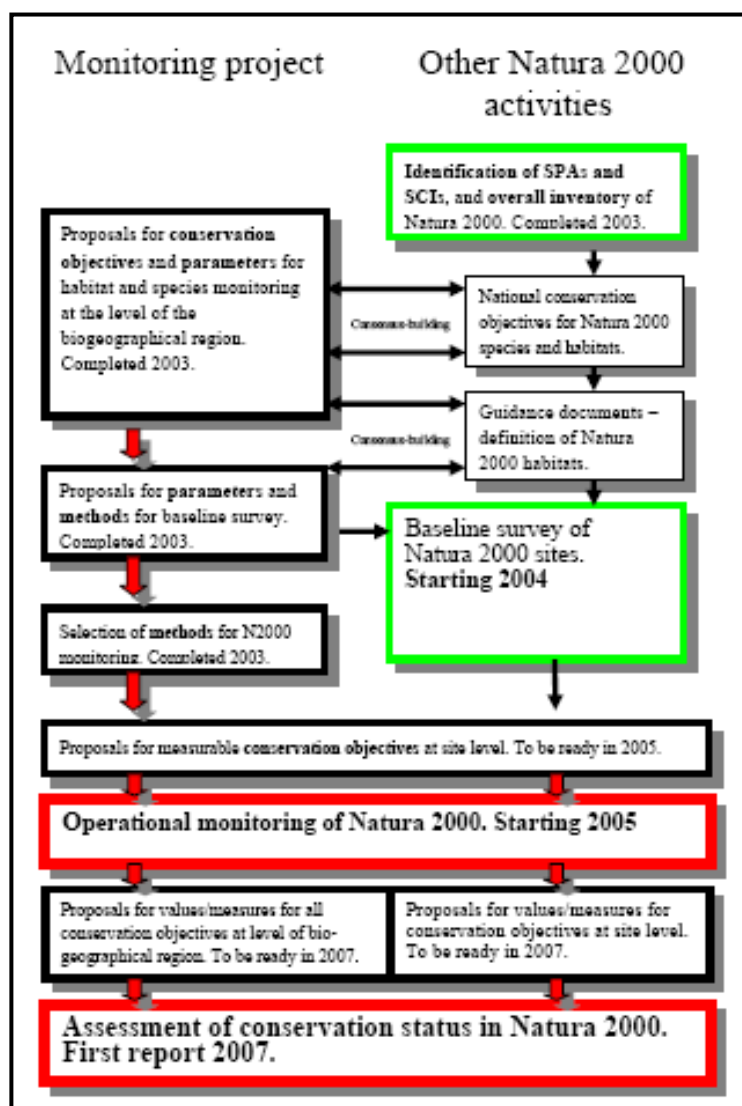 Monitoring project
Other Natura 2000
activities
Identification of SPAs and
SCIs, and overall inventory of
Natura 2000. Completed 2003.
Proposals for conservation
objectives and parameters for
habitat and species monitoring
at the level of the
biogeographical region.
Completed 2003.
Consensus-building
National conservation
objectives for Natura 2000
species and habitats.
Consensus-building
Guidance documents –
definition of Natura
2000 habitats.
Proposals for parameters and
methods for baseline survey.
Completed 2003.
Baseline survey of
Natura 2000 sites.
Starting 2004
Selection of methods for N2000
monitoring. Completed 2003.
Proposals for measurable conservation objectives at site level. To be ready in 2005.
Operational monitoring of Natura 2000. Starting 2005
Proposals for values/measures for all
conservation objectives at level of bio-
geographical region. To be ready in 2007.
Proposals for values/measures for
conservation objectives at site level.
To be ready in 2007.
Assessment of conservation status in Natura 2000.
First report 2007.